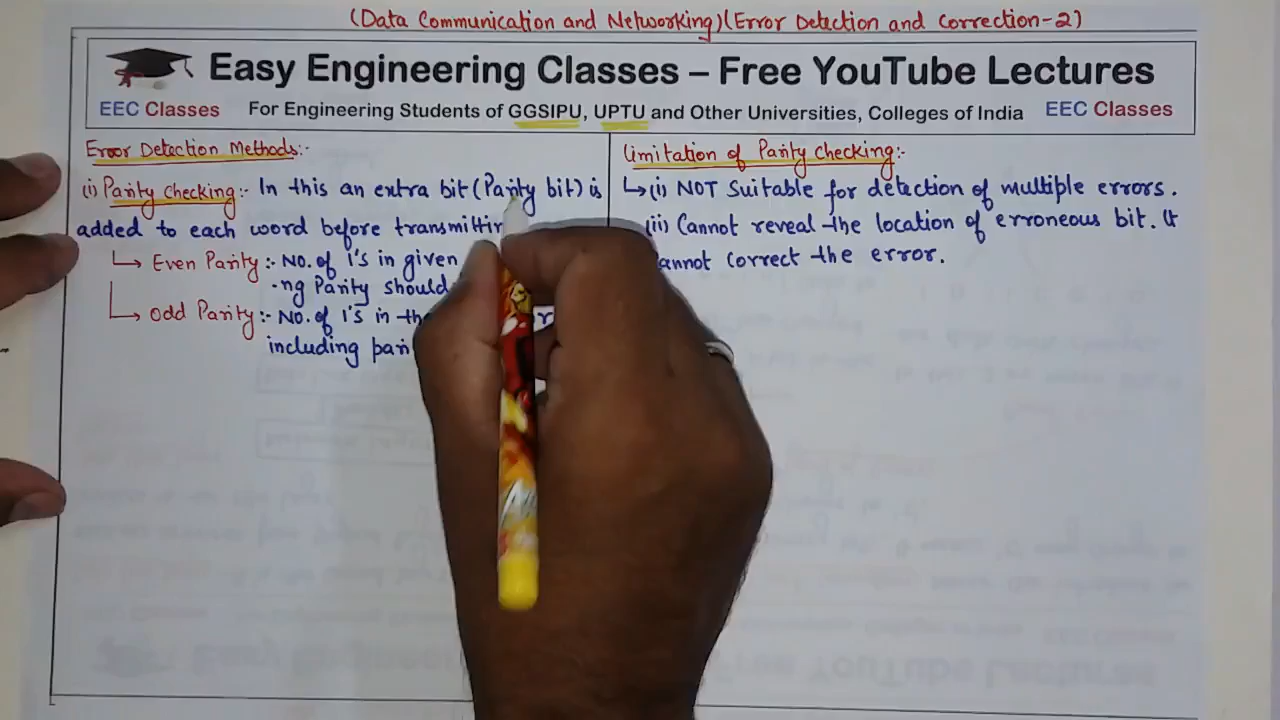 (Data Communication and Networking)(Error Detection and Correction-2)
Easy Engineering Classes – Free YouTube Lectures
EEC Classes For Engineering Students of GGSIPU, UPTU and Other Universities, Colleges of India EEC Classes
Error Detection Methods:-
(i) Parity Checking:- In this an extra bit (Parity bit) is
added to each word before transmittin
↳ Even Parity:- No. of 1's in given
-ng Parity should
↳ Odd Parity:- No. of 1's in the
including pari
Limitation of Parity Checking:-
↳ (i) NOT Suitable for detection of multiple errors.
(ii) Cannot reveal the location of erroneous bit. It
cannot correct the error.